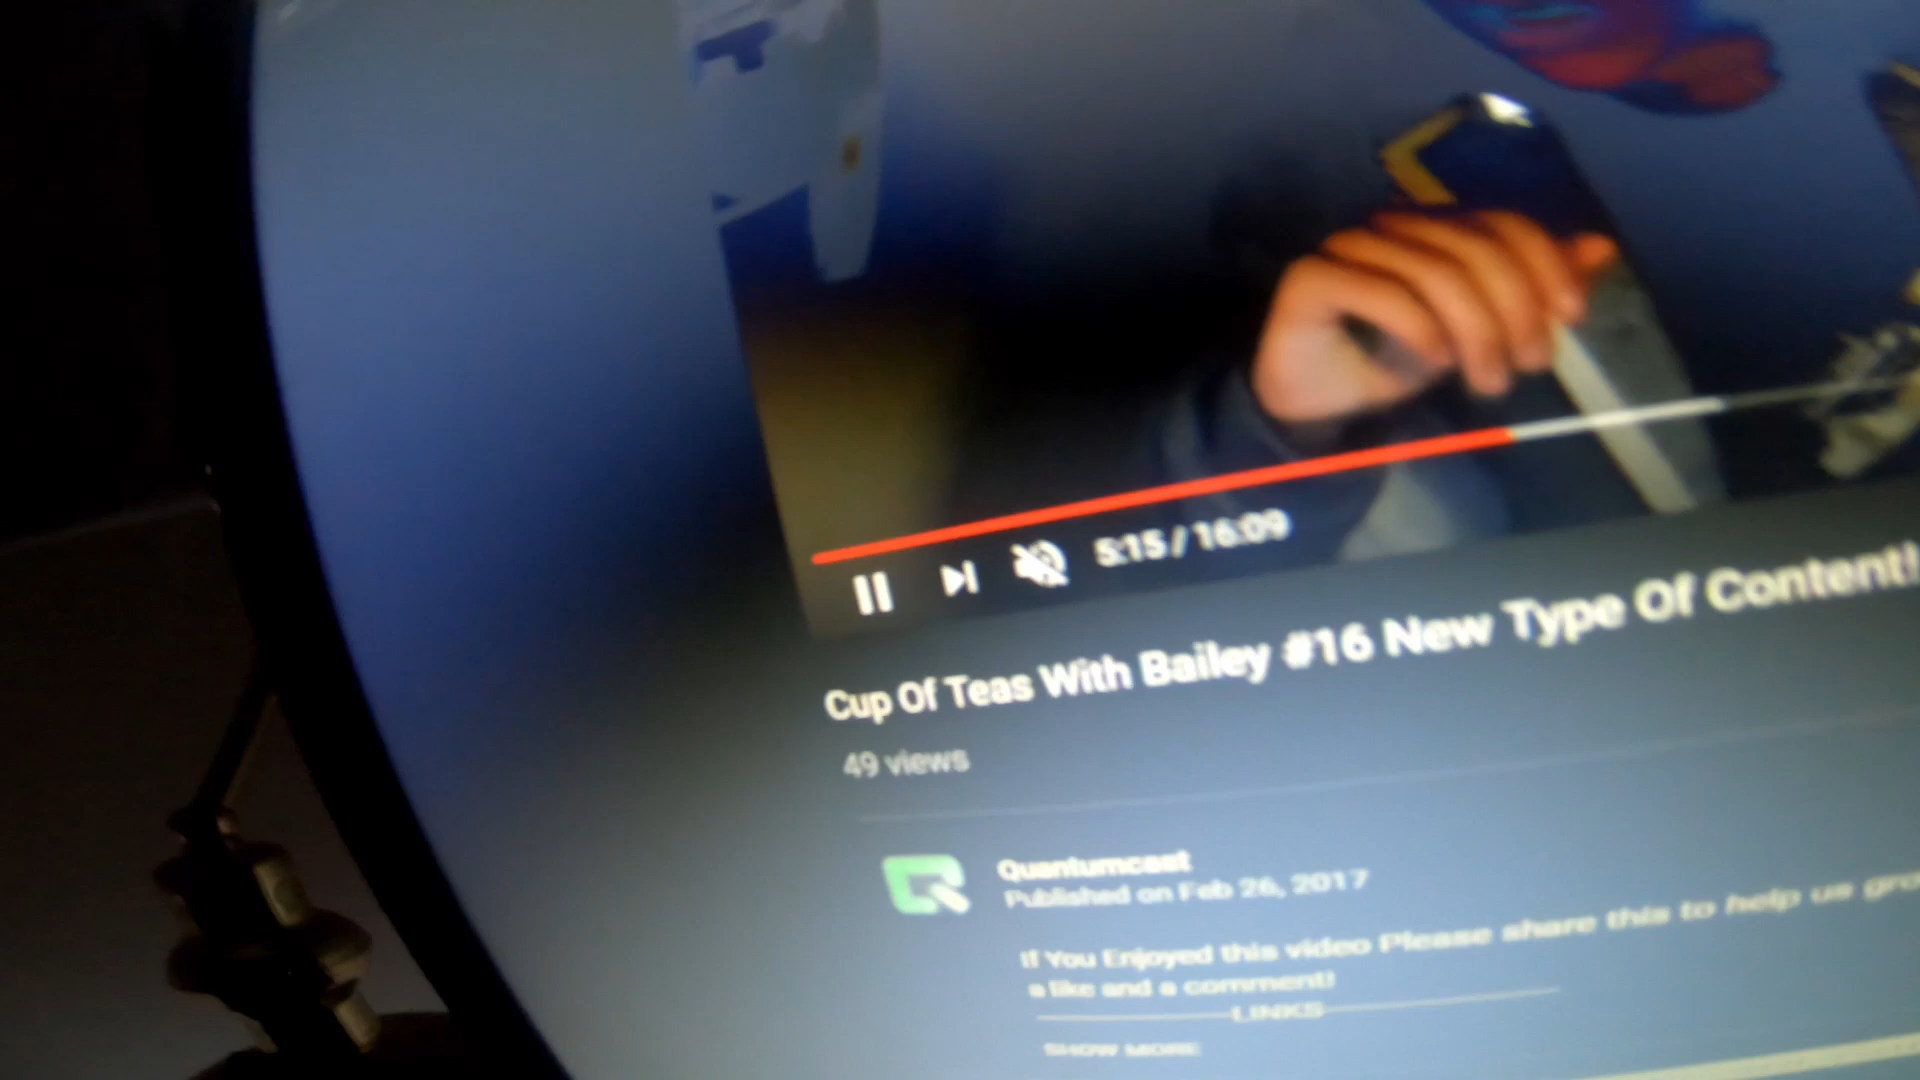 5:15 / 16:09
Cup Of Teas With Bailey #16 New Type Of Content!
49 views
Quantumcast
Published on Feb 26, 2017
If You Enjoyed this video Please share this to help us
a like and a comment!
LINKS
SHOW MORE